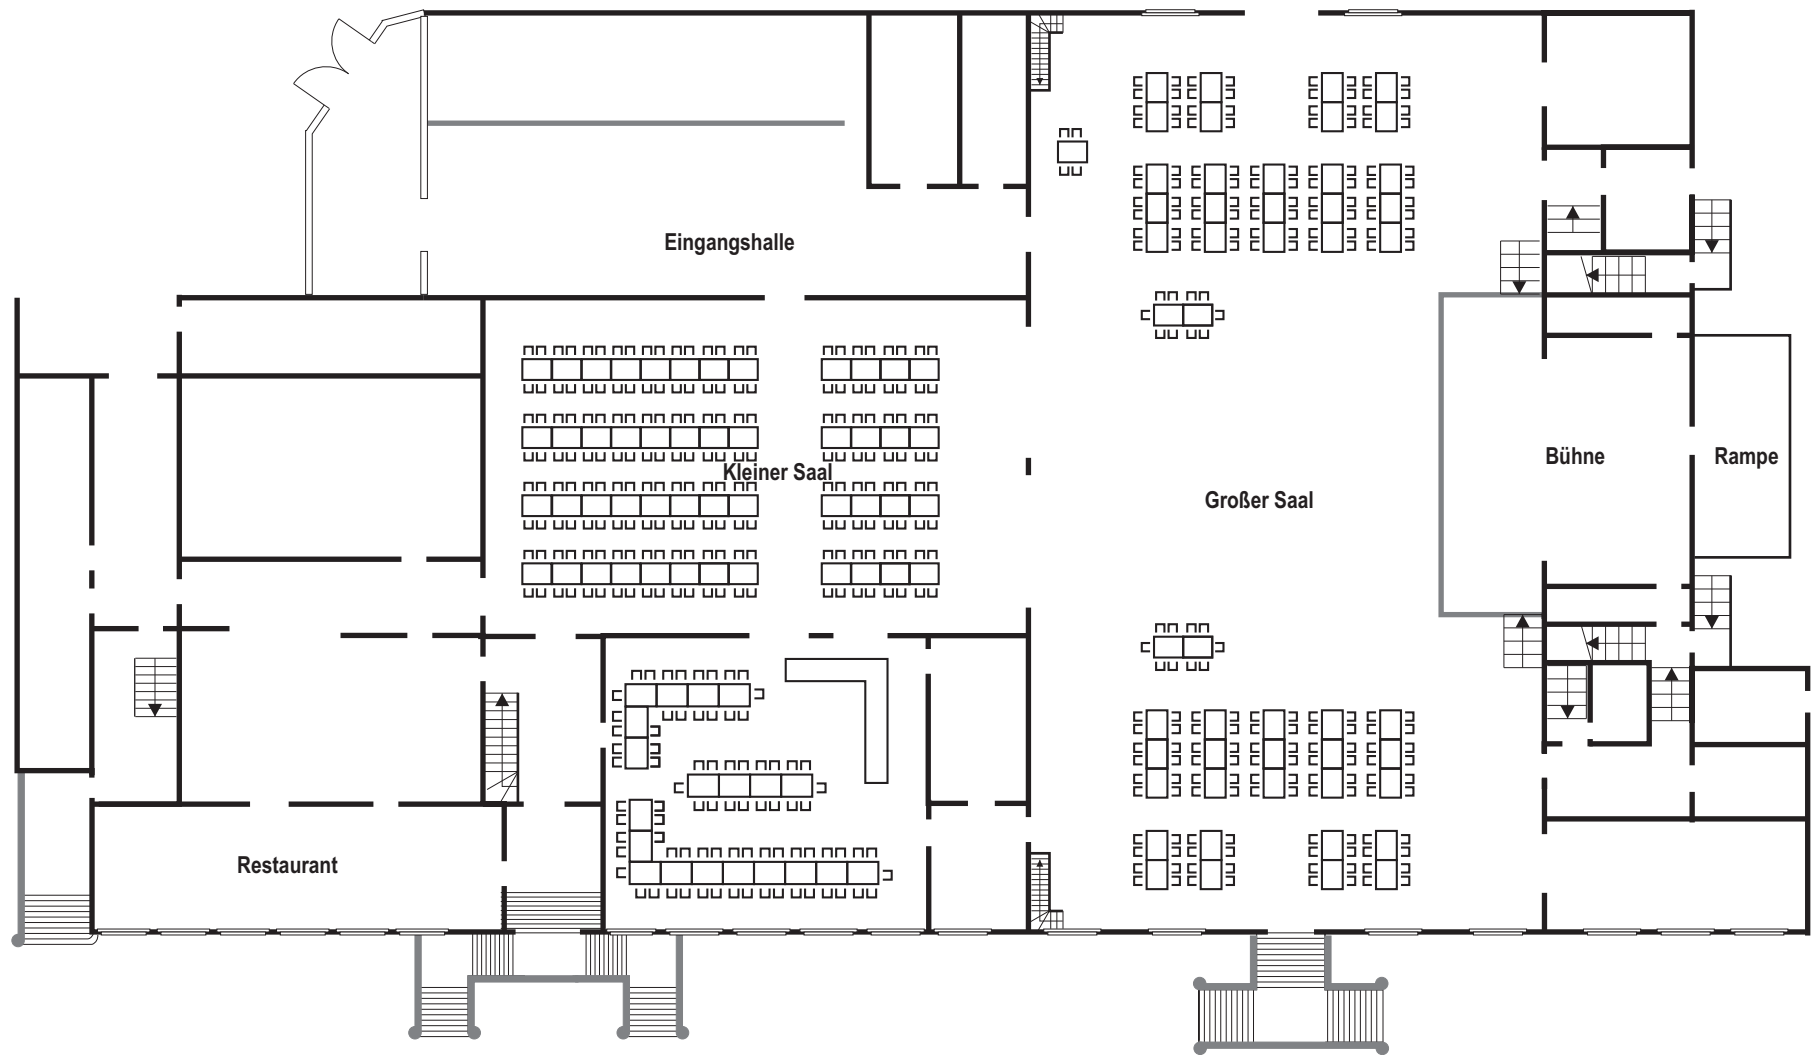 Eingangshalle
Kleiner Saal
Großer Saal
Bühne
Rampe
Restaurant